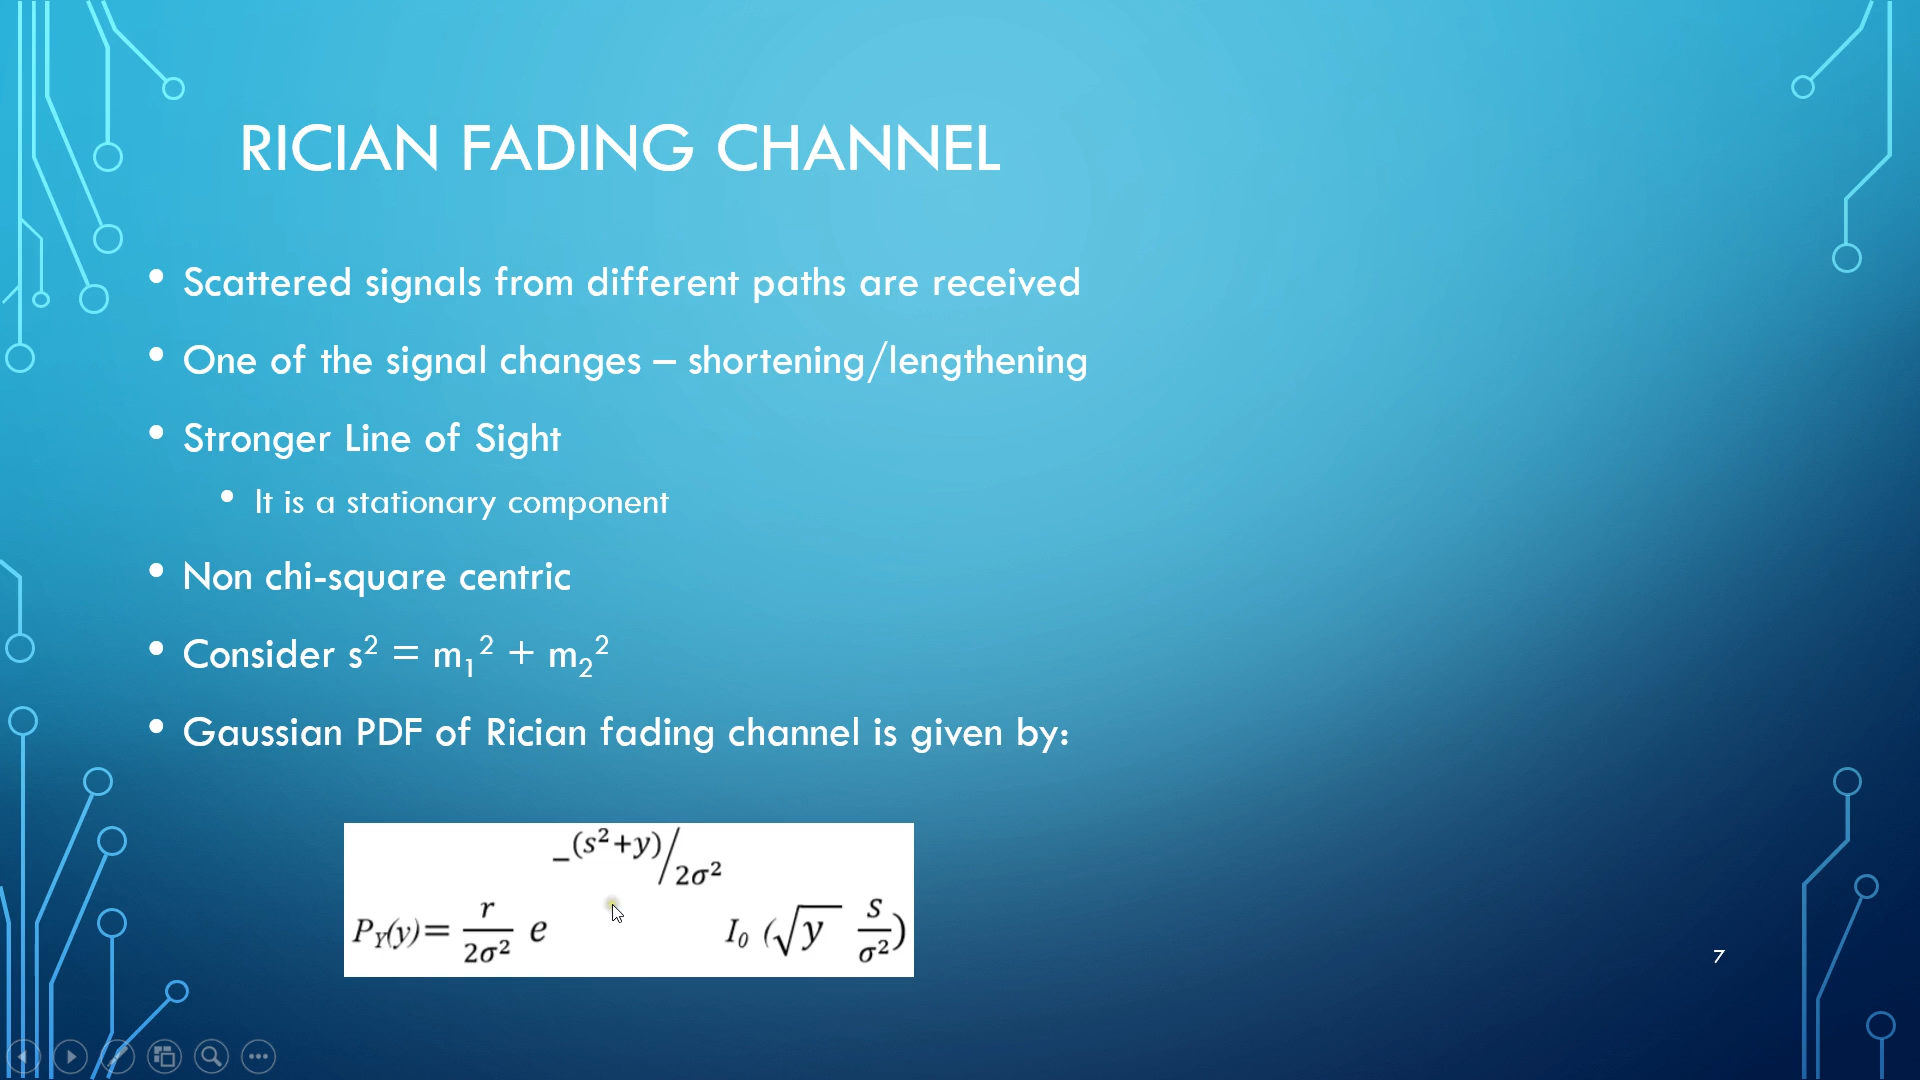 RICIAN FADING CHANNEL
• Scattered signals from different paths are received
• One of the signal changes – shortening/lengthening
• Stronger Line of Sight
• It is a stationary component
• Non chi-square centric
• Consider s² = m₁² + m₂²
• Gaussian PDF of Rician fading channel is given by:
P_Y(y)= r/2σ² e^−(s²+y)/2σ² I₀ (√y s/σ²)
7